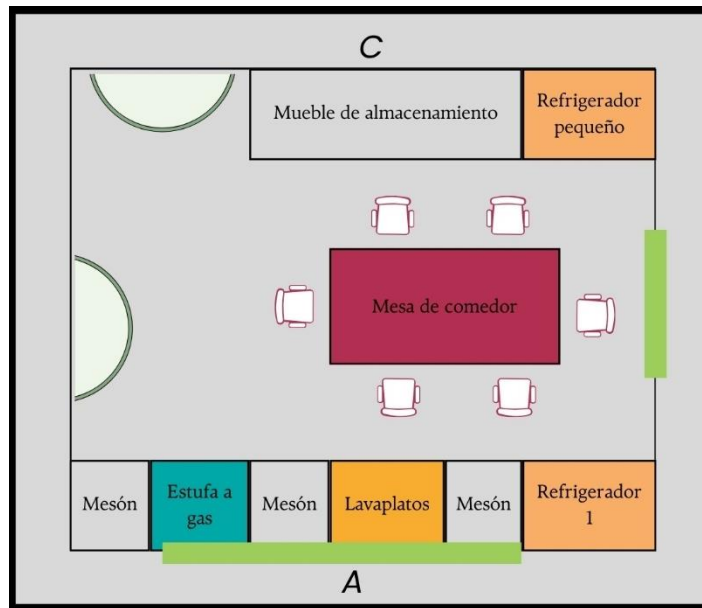 C
Mueble de almacenamiento
Refrigerador
pequeño
Mesa de comedor
Mesón
Estufa a
gas
Mesón
Lavaplatos
Mesón
Refrigerador
1
A